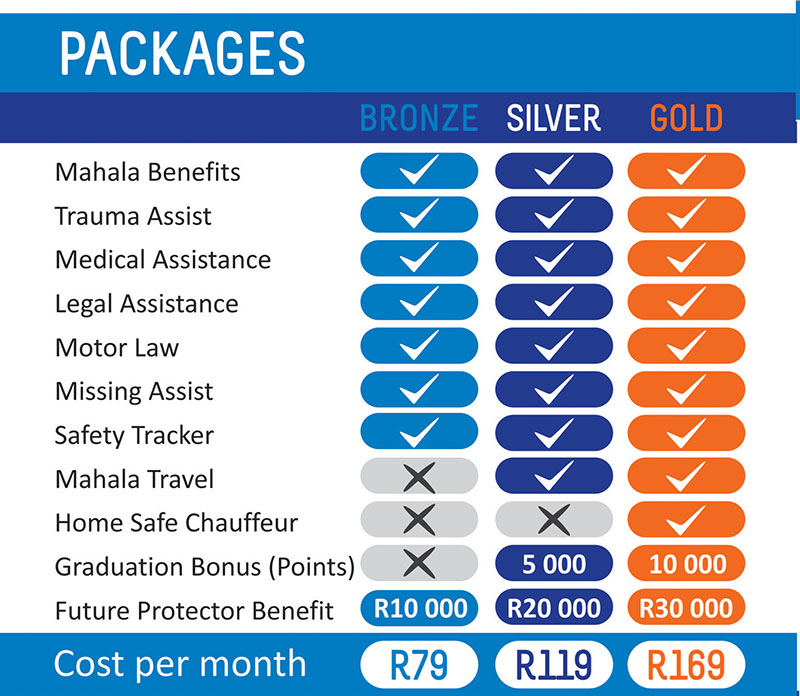 PACKAGES
BRONZE SILVER GOLD
Mahala Benefits
Trauma Assist
Medical Assistance
Legal Assistance
Motor Law
Missing Assist
Safety Tracker
Mahala Travel
Home Safe Chauffeur
Graduation Bonus (Points) 5 000 10 000
Future Protector Benefit R10 000 R20 000 R30 000
Cost per month R79 R119 R169